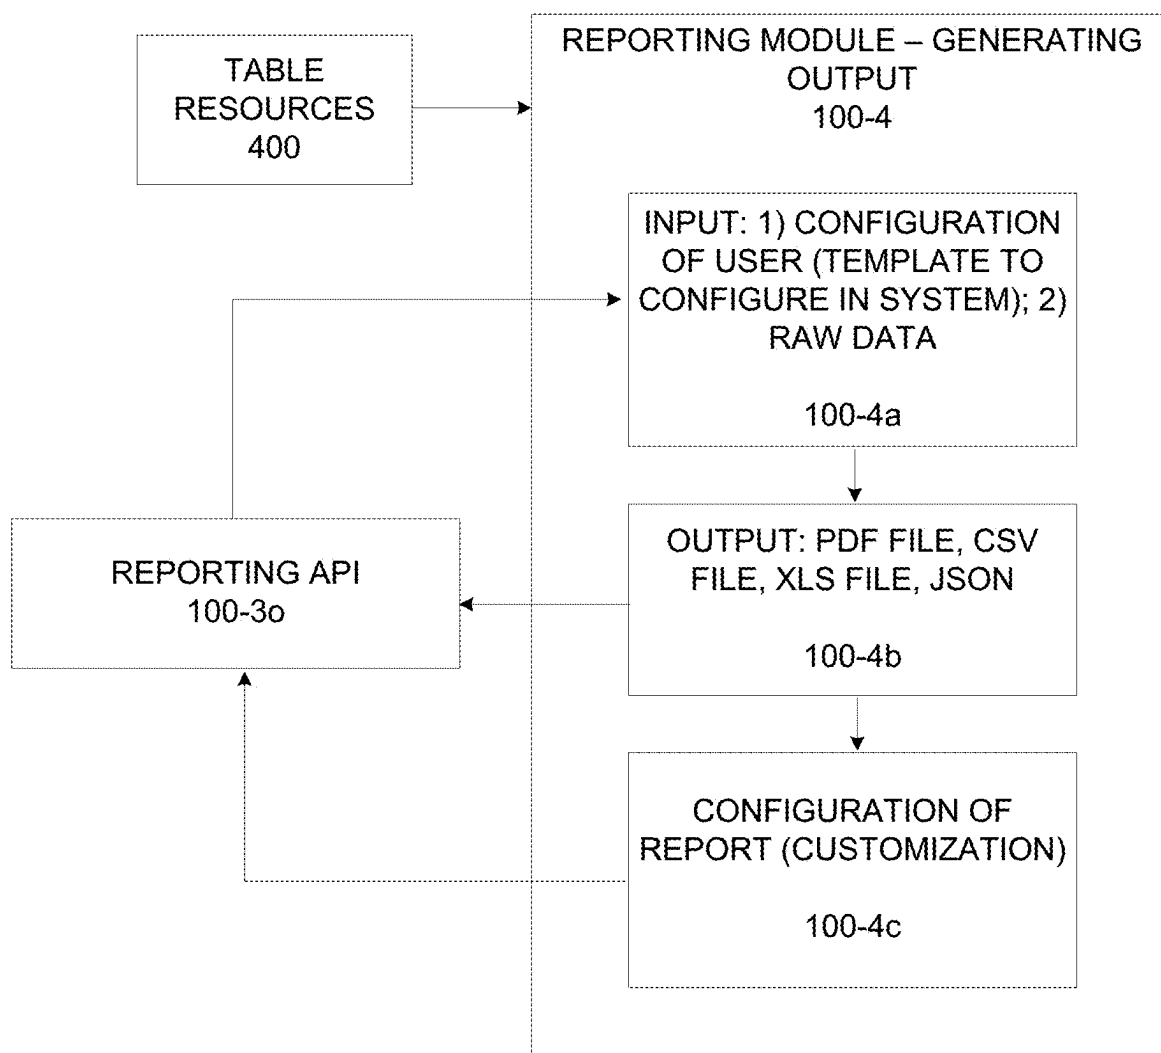 TABLE
RESOURCES
400
REPORTING MODULE – GENERATING
OUTPUT
100-4
INPUT: 1) CONFIGURATION
OF USER (TEMPLATE TO
CONFIGURE IN SYSTEM); 2)
RAW DATA
100-4a
REPORTING API
100-3o
OUTPUT: PDF FILE, CSV
FILE, XLS FILE, JSON
100-4b
CONFIGURATION OF
REPORT (CUSTOMIZATION)
100-4c